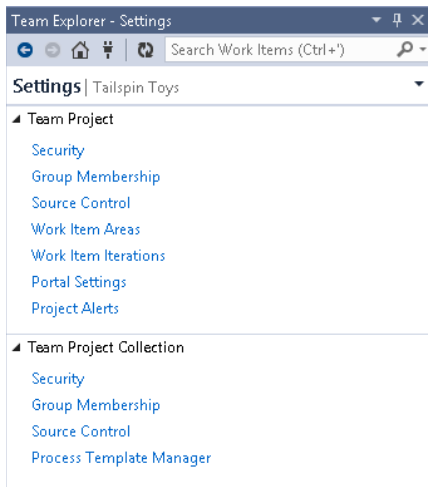 Team Explorer - Settings
Search Work Items (Ctrl+')
Settings | Tailspin Toys
Team Project
Security
Group Membership
Source Control
Work Item Areas
Work Item Iterations
Portal Settings
Project Alerts
Team Project Collection
Security
Group Membership
Source Control
Process Template Manager